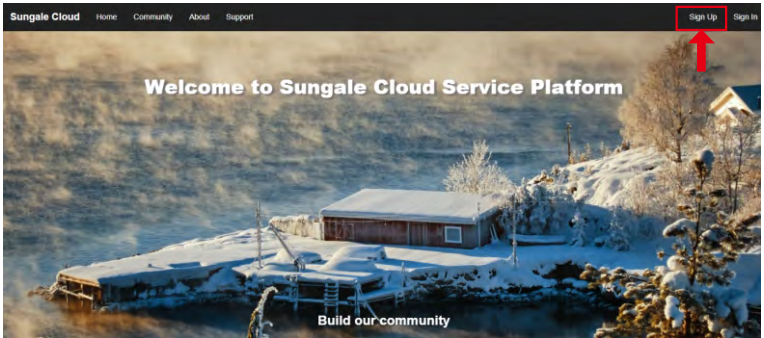 Sungale Cloud Home Community About Support Sign Up Sign In
Welcome to Sungale Cloud Service Platform
Build our community